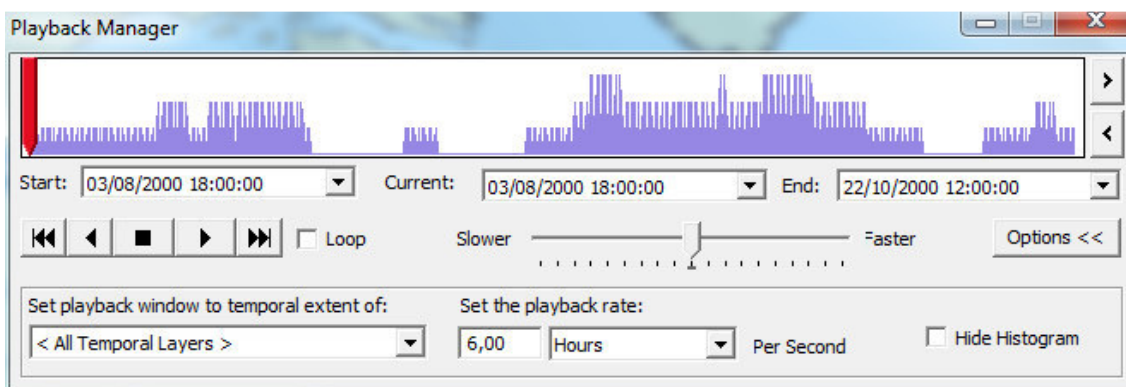 Playback Manager
Start: 03/08/2000 18:00:00 Current: 03/08/2000 18:00:00 End: 22/10/2000 12:00:00
Loop Slower Faster Options <<
Set playback window to temporal extent of: Set the playback rate:
< All Temporal Layers > 6,00 Hours Per Second Hide Histogram